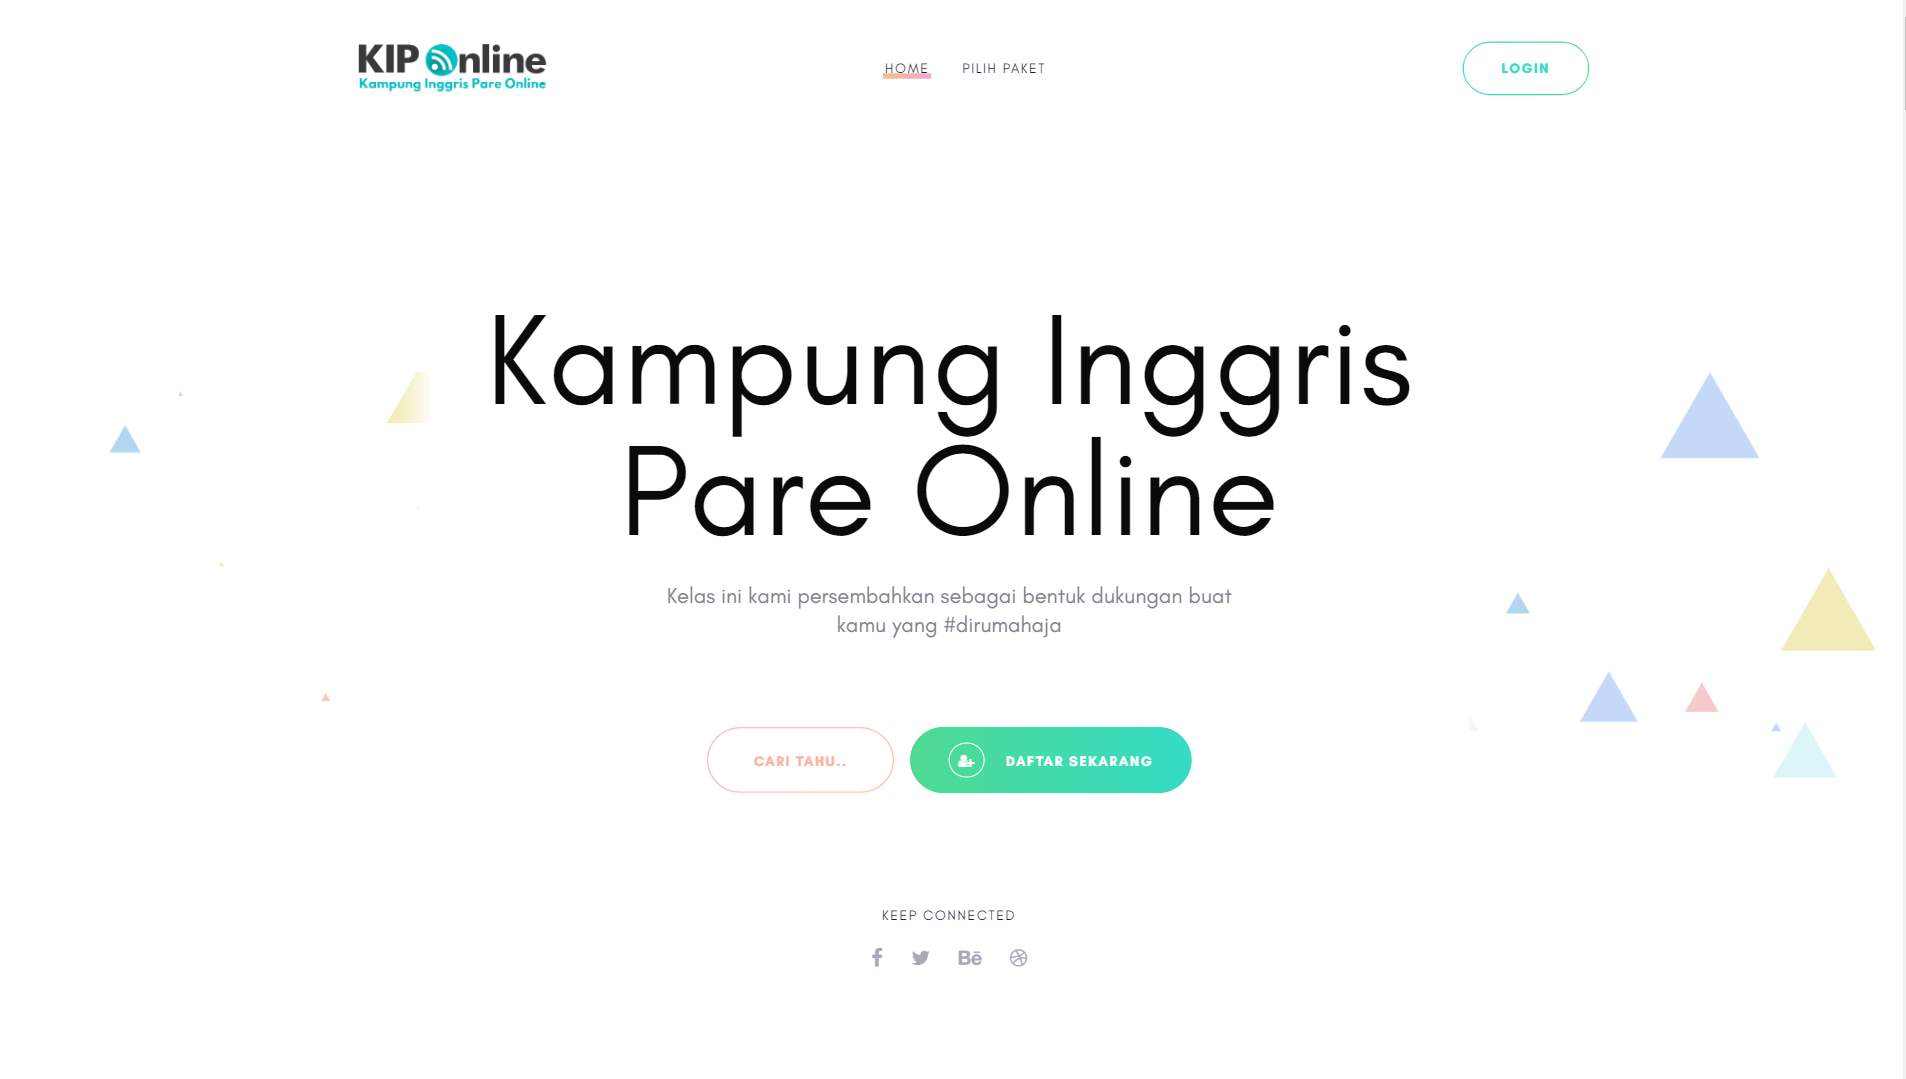 KIP Online
Kampung Inggris Pare Online
HOME
PILIH PAKET
LOGIN
Kampung Inggris
Pare Online
Kelas ini kami persembahkan sebagai bentuk dukungan buat
kamu yang #dirumahaja
CARI TAHU..
DAFTAR SEKARANG
KEEP CONNECTED